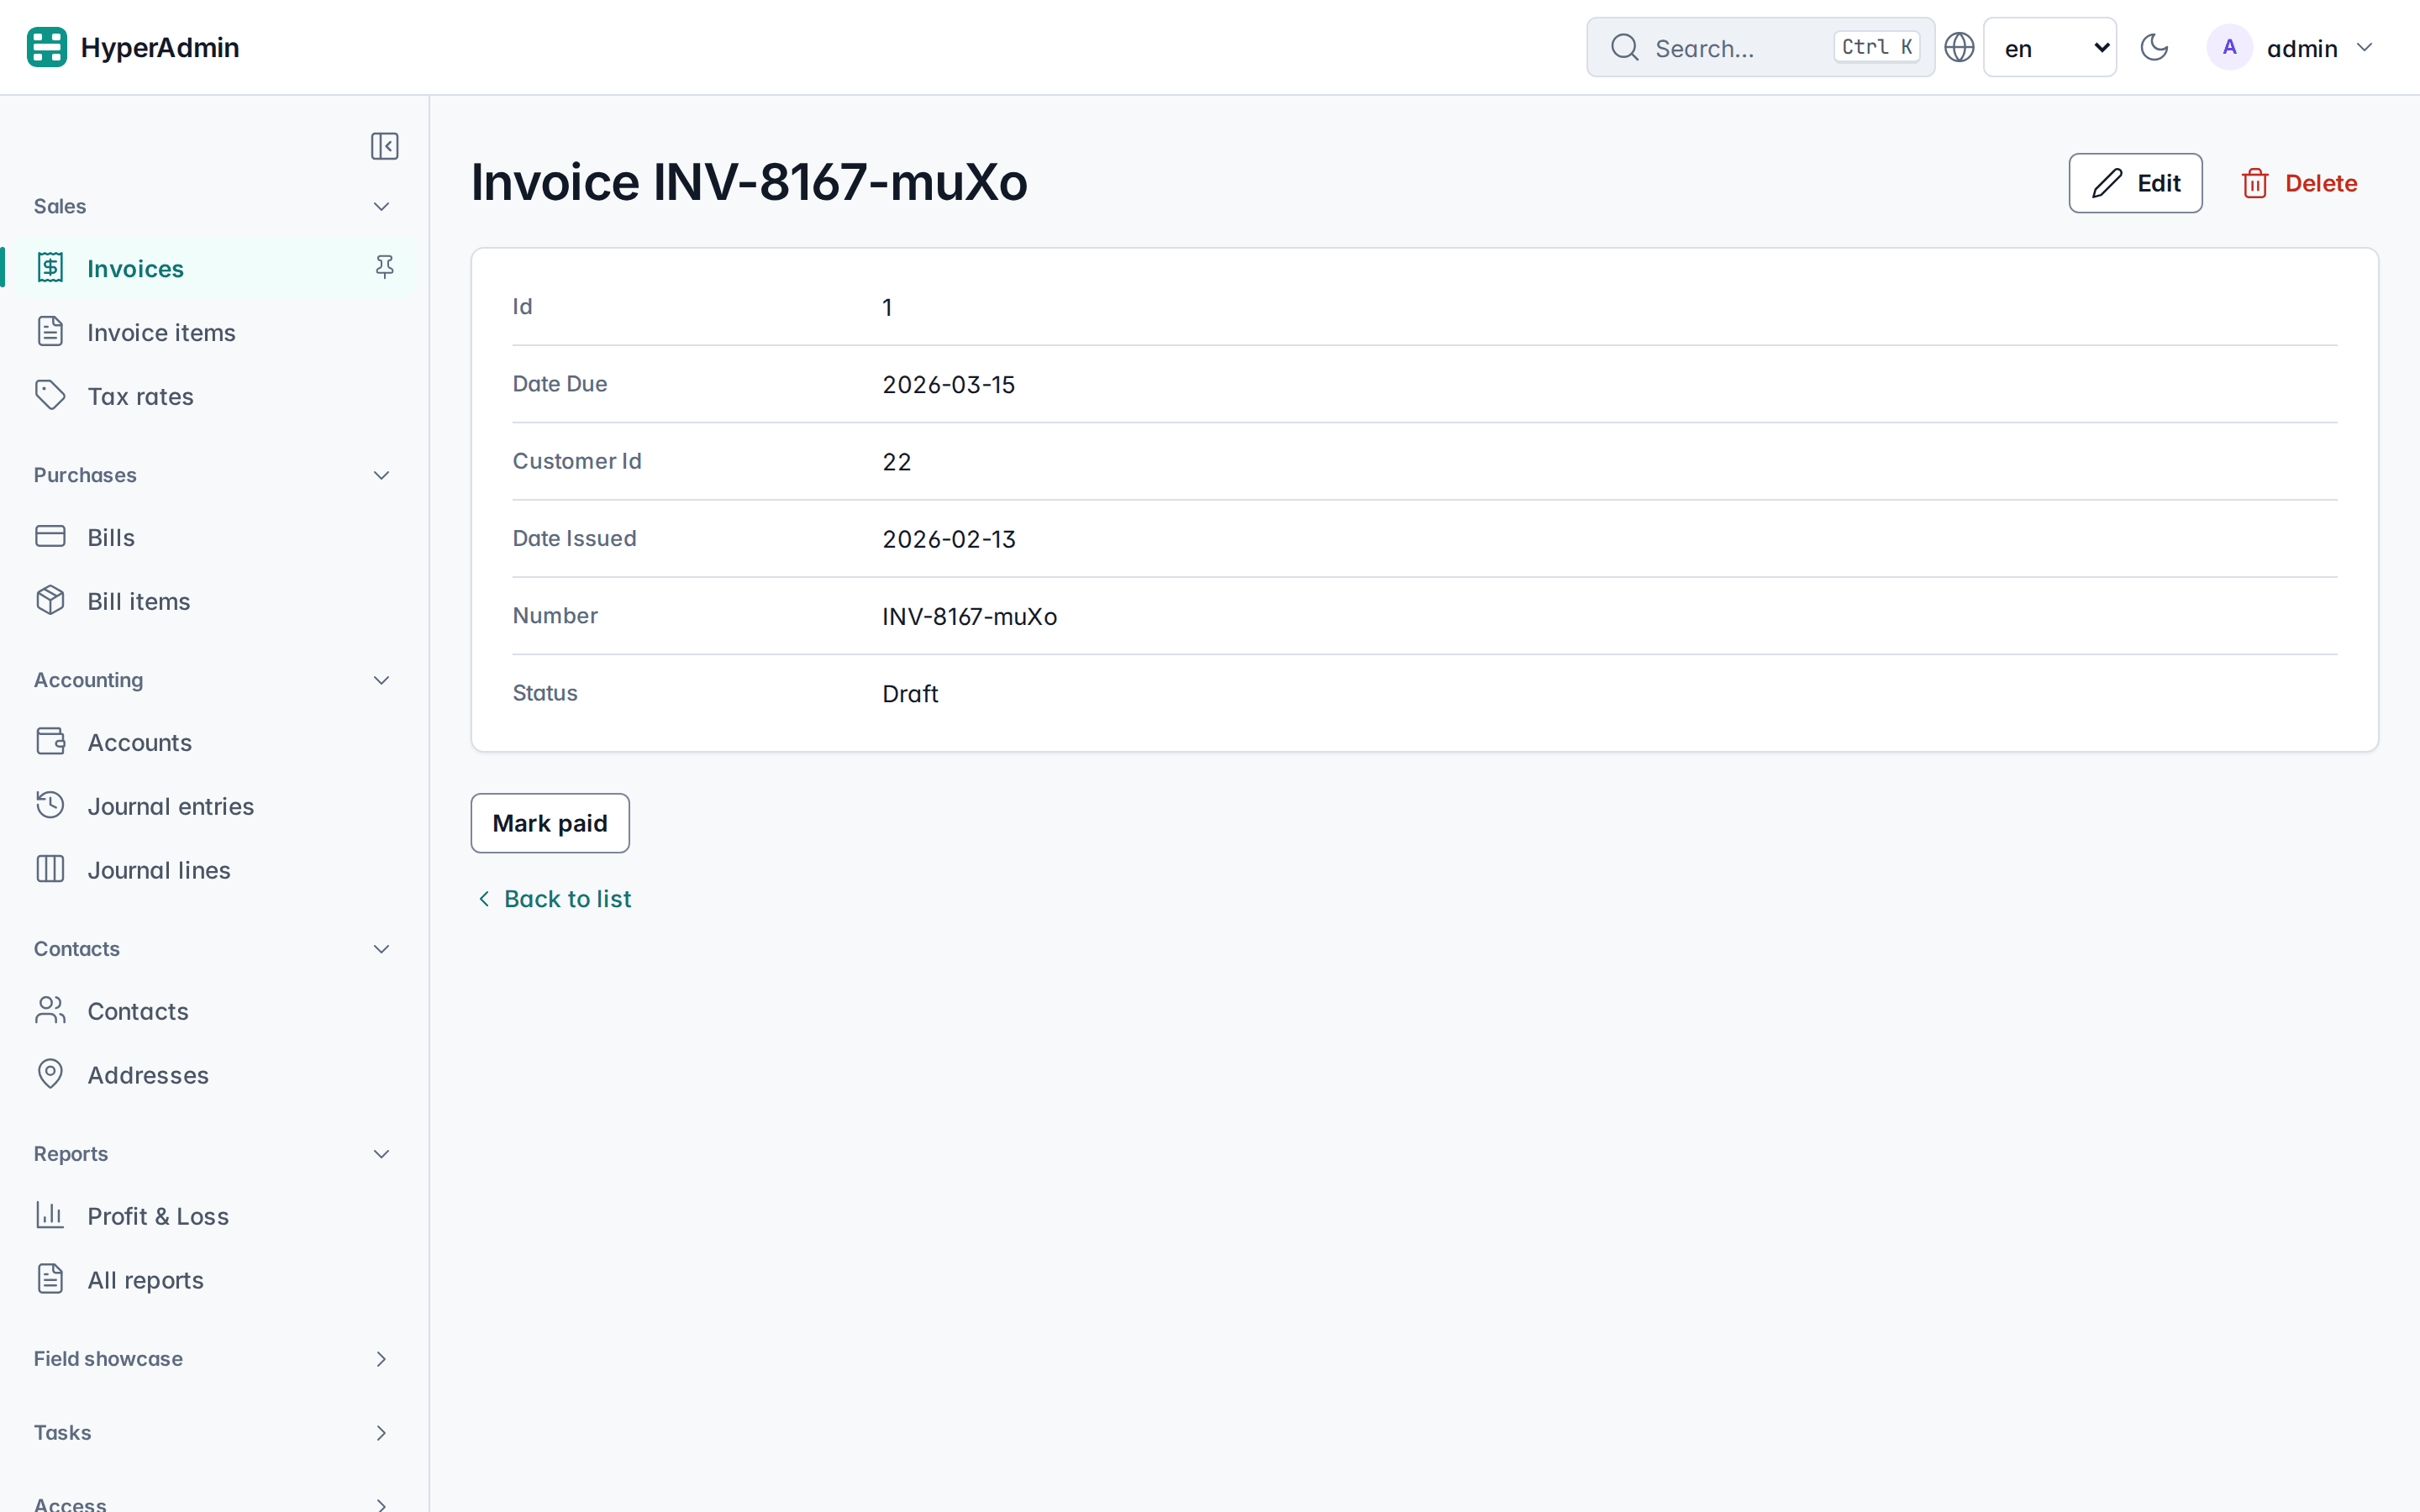 HyperAdmin
Search...
Ctrl K
en
A
admin
Sales
Invoices
Invoice items
Tax rates
Purchases
Bills
Bill items
Accounting
Accounts
Journal entries
Journal lines
Contacts
Contacts
Addresses
Reports
Profit & Loss
All reports
Field showcase
Tasks
Access
Invoice INV-8167-muXo
Edit
Delete
Id 1
Date Due 2026-03-15
Customer Id 22
Date Issued 2026-02-13
Number INV-8167-muXo
Status Draft
Mark paid
Back to list